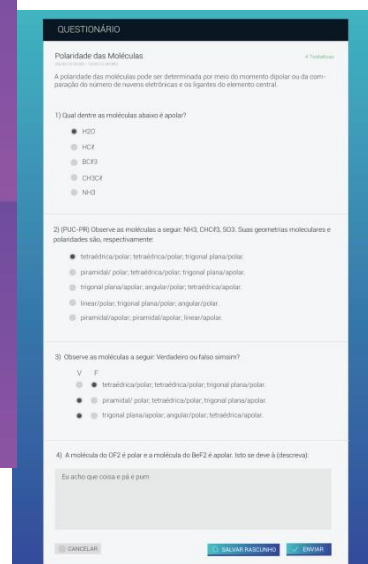 QUESTIONÁRIO
Polaridade das Moléculas
A polaridade das moléculas pode ser determinada por meio do momento dipolar ou da com-
paração do número de nuvens eletrônicas e os ligantes do elemento central.
1) Qual dentre as moléculas abaixo é apolar?
H2O
HCℓ
BCℓ3
CH3Cℓ
NH3
2) (PUC-PR) Observe as moléculas a seguir: NH3, CHCℓ3, SO3. Suas geometrias moleculares e
polaridades são, respectivamente:
tetraédrica/polar; tetraédrica/polar; trigonal plana/polar.
piramidal/ polar; tetraédrica/polar; trigonal plana/apolar.
trigonal plana/apolar; angular/polar; tetraédrica/apolar.
linear/polar; trigonal plana/polar; angular/polar.
piramidal/apolar; piramidal/apolar; linear/apolar.
3) Observe as moléculas a seguir. Verdadeiro ou falso simsim?
V F
tetraédrica/polar; tetraédrica/polar; trigonal plana/polar.
piramidal/ polar; tetraédrica/polar; trigonal plana/apolar.
trigonal plana/apolar; angular/polar; tetraédrica/apolar.
4) A molécula do OF2 é polar e a molécula do BeF2 é apolar. Isto se deve à (descreva):
Eu acho que coisa e pá e pum
CANCELAR
SALVAR RASCUNHO
ENVIAR